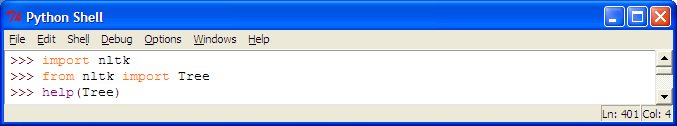 Python Shell
File Edit Shell Debug Options Windows Help
>>> import nltk
>>> from nltk import Tree
>>> help(Tree)
Ln: 401 Col: 4